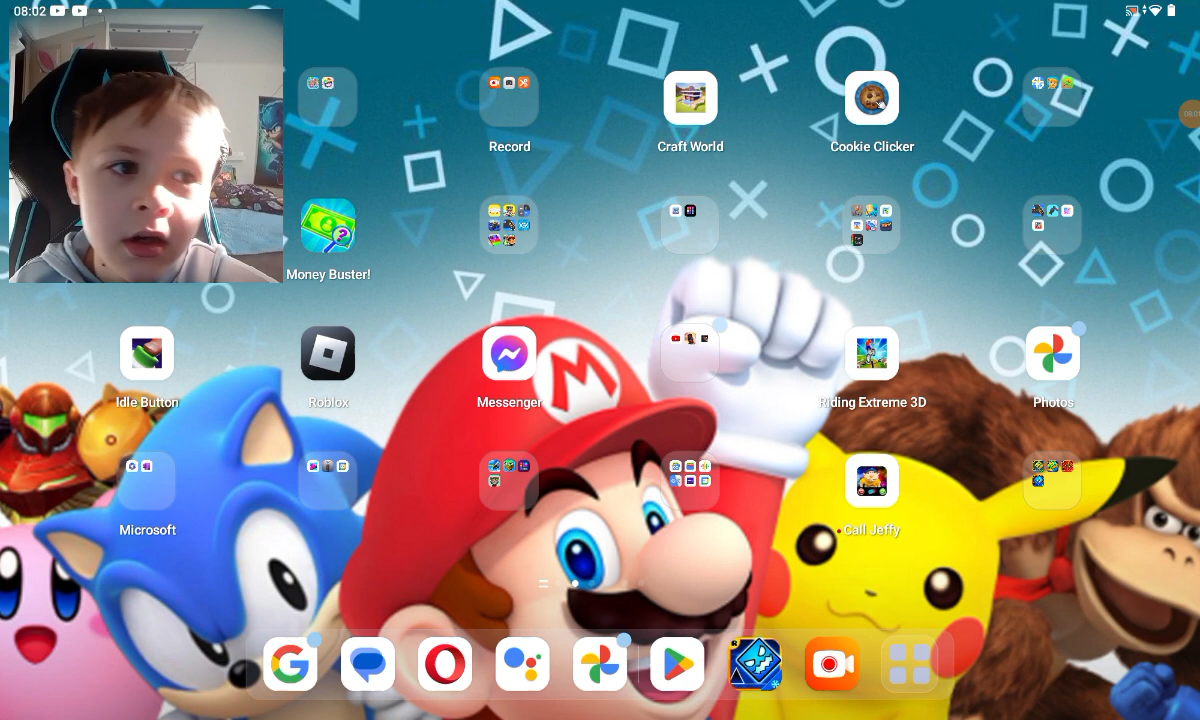 08:02
Record
Craft World
Cookie Clicker
Money Buster!
Idle Button
Roblox
Messenger
Riding Extreme 3D
Photos
Microsoft
Call Jeffy
M